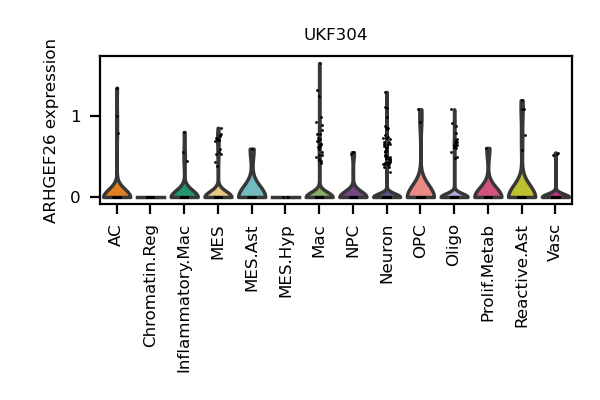 UKF304
ARHGEF26 expression
1
0
AC
Chromatin.Reg
Inflammatory.Mac
MES
MES.Ast
MES.Hyp
Mac
NPC
Neuron
OPC
Oligo
Prolif.Metab
Reactive.Ast
Vasc